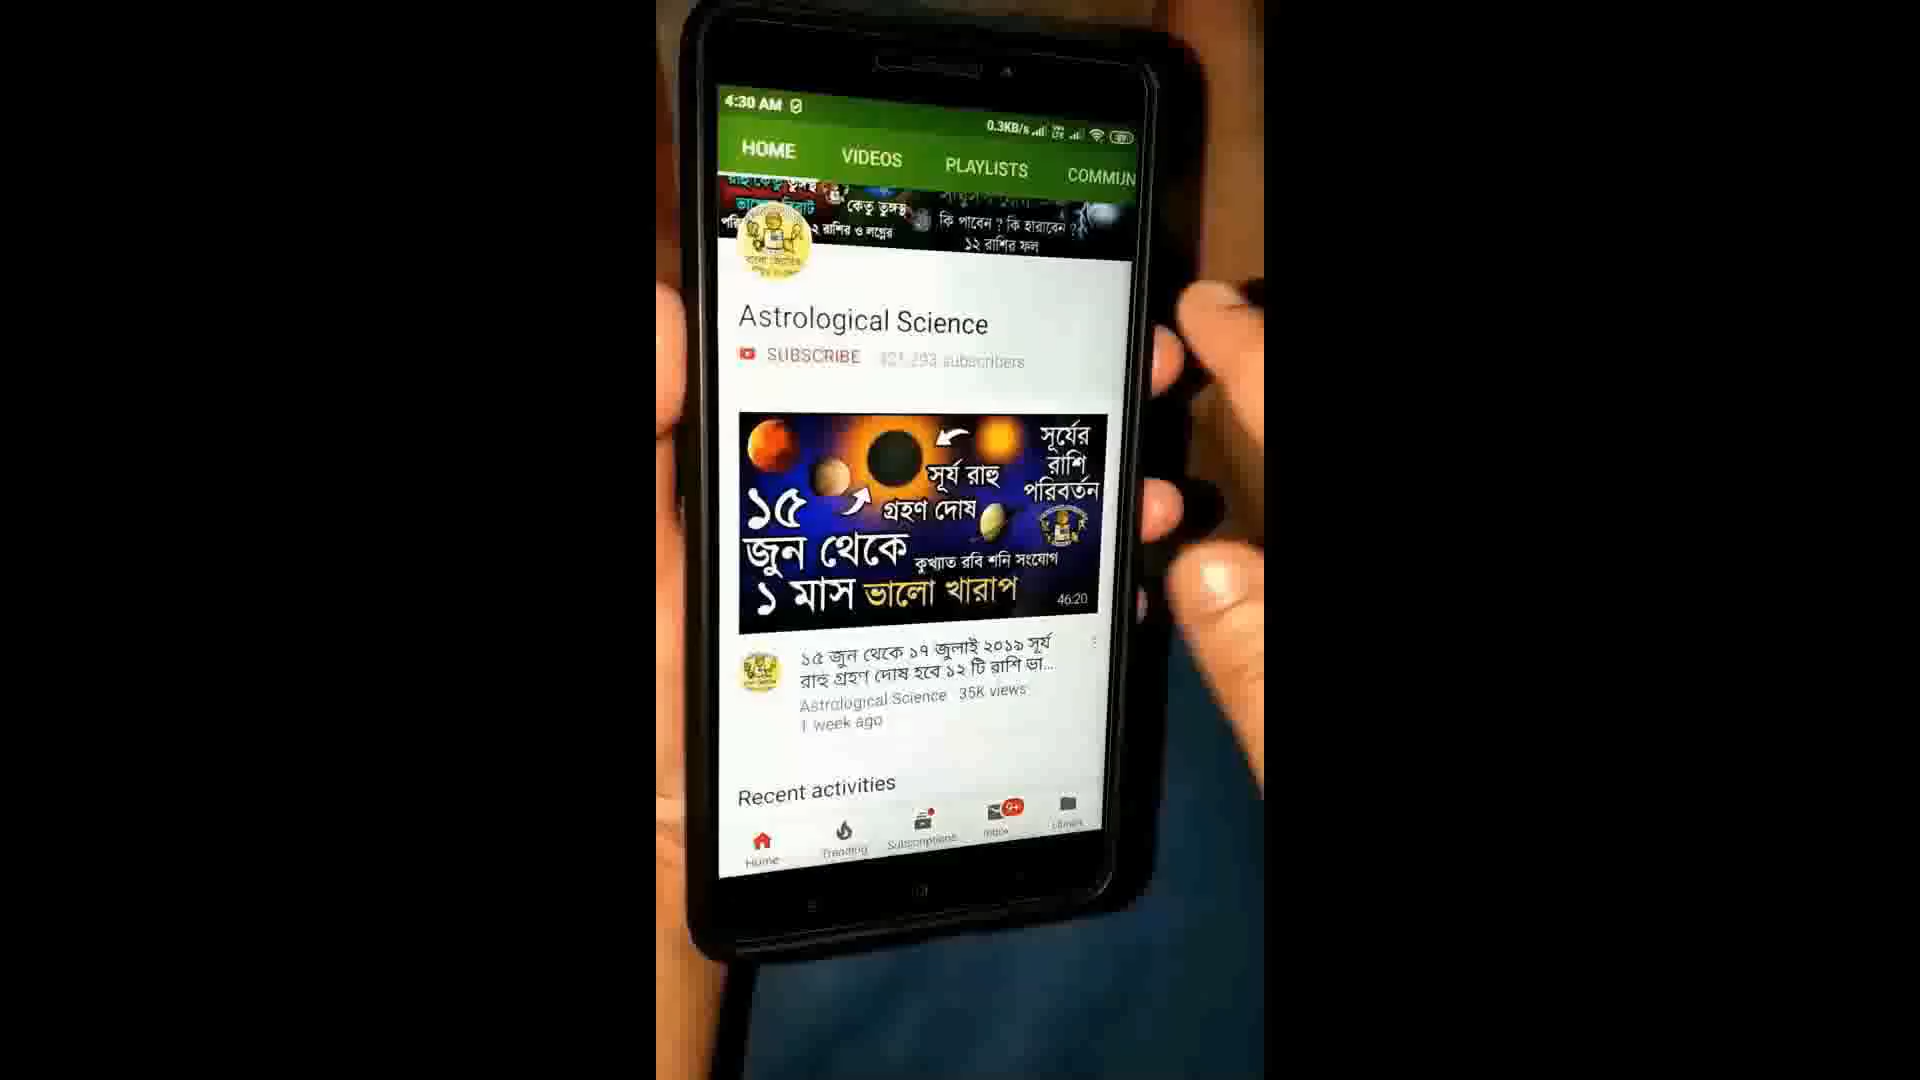 4:30 AM
0.3KB/s
HOME VIDEOS PLAYLISTS COMMUN
কেতু তুঙ্গস্থ
২ রাশির ও লগ্নের
কি পাবেন ? কি হারাবেন ?
১২ রাশির ফল
Astrological Science
SUBSCRIBE subscribers
সূর্যের
রাশি
পরিবর্তন
সূর্য রাহু
গ্রহণ দোষ
১৫
জুন থেকে
কুখ্যাত রবি শনি সংযোগ
১ মাস ভালো খারাপ
46:20
১৫ জুন থেকে ১৭ জুলাই ২০১৯ সূর্য
রাহু গ্রহণ দোষ হবে ১২ টি রাশি ভা...
Astrological Science 35K views
1 week ago
Recent activities
9+
Home Trending Subscriptions Inbox Library